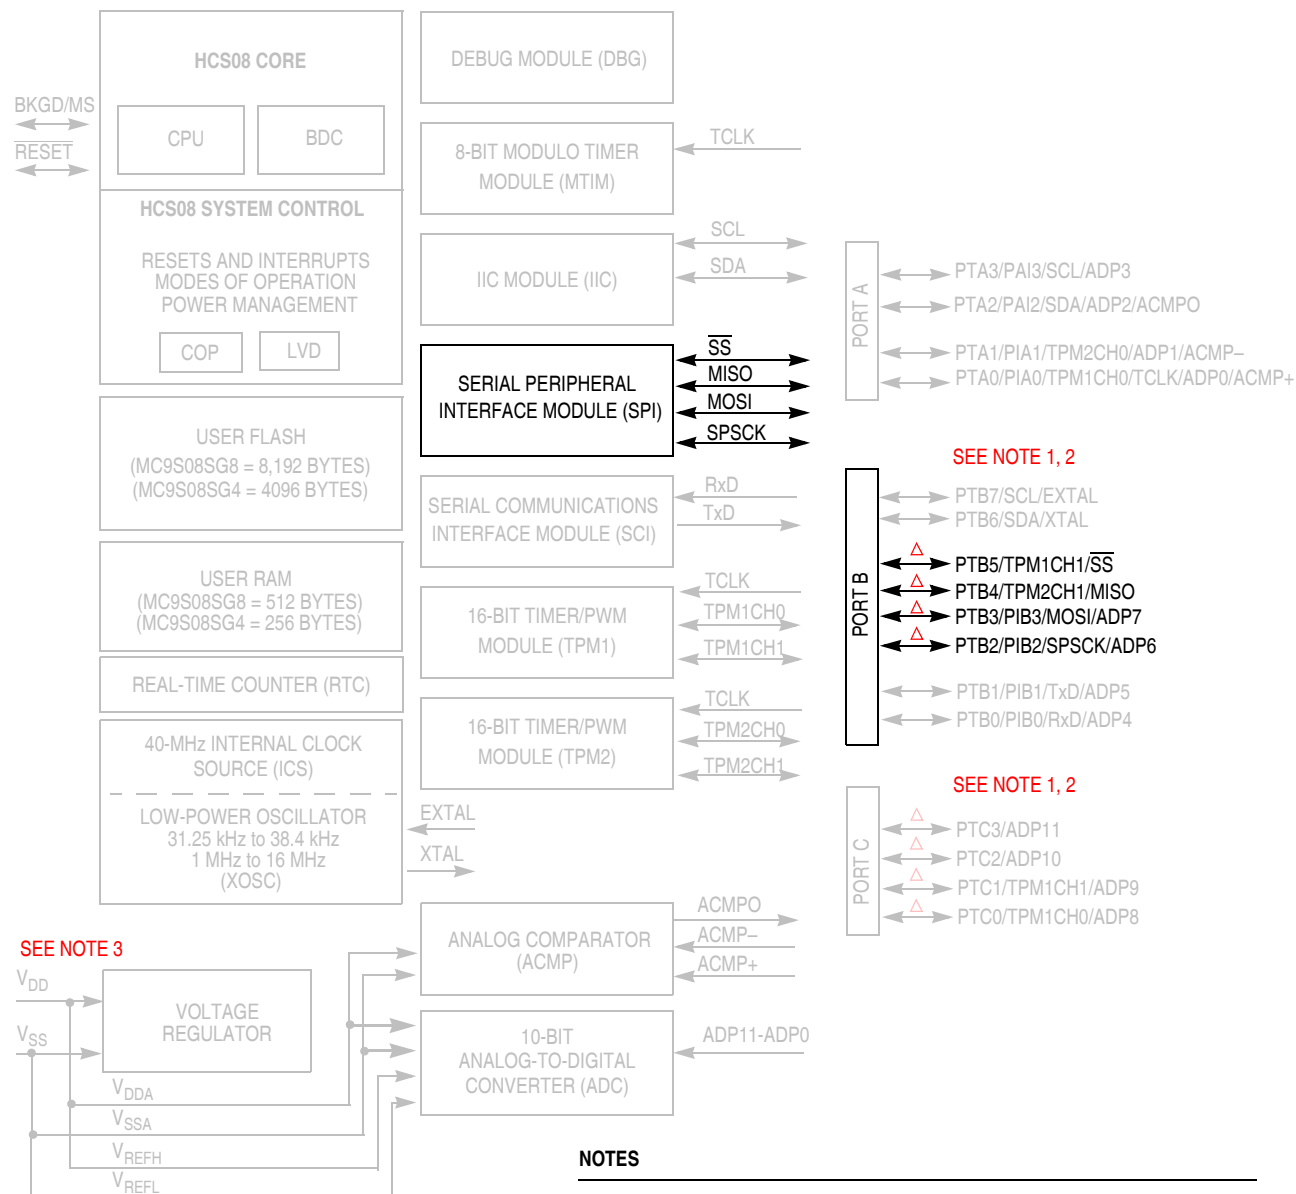 HCS08 CORE
CPU
BDC
BKGD/MS
RESET
HCS08 SYSTEM CONTROL
RESETS AND INTERRUPTS
MODES OF OPERATION
POWER MANAGEMENT
COP
LVD
USER FLASH
(MC9S08SG8 = 8,192 BYTES)
(MC9S08SG4 = 4096 BYTES)
USER RAM
(MC9S08SG8 = 512 BYTES)
(MC9S08SG4 = 256 BYTES)
REAL-TIME COUNTER (RTC)
40-MHz INTERNAL CLOCK
SOURCE (ICS)
LOW-POWER OSCILLATOR
31.25 kHz to 38.4 kHz
1 MHz to 16 MHz
(XOSC)
EXTAL
XTAL
SEE NOTE 3
VDD
VSS
VOLTAGE
REGULATOR
VDDA
VSSA
VREFH
VREFL
DEBUG MODULE (DBG)
8-BIT MODULO TIMER
MODULE (MTIM)
TCLK
IIC MODULE (IIC)
SCL
SDA
SERIAL PERIPHERAL
INTERFACE MODULE (SPI)
SS
MISO
MOSI
SPSCK
SERIAL COMMUNICATIONS
INTERFACE MODULE (SCI)
RxD
TxD
16-BIT TIMER/PWM
MODULE (TPM1)
TCLK
TPM1CH0
TPM1CH1
16-BIT TIMER/PWM
MODULE (TPM2)
TCLK
TPM2CH0
TPM2CH1
ANALOG COMPARATOR
(ACMP)
ACMPO
ACMP–
ACMP+
10-BIT
ANALOG-TO-DIGITAL
CONVERTER (ADC)
ADP11-ADP0
PORT A
PTA3/PAI3/SCL/ADP3
PTA2/PAI2/SDA/ADP2/ACMPO
PTA1/PIA1/TPM2CH0/ADP1/ACMP–
PTA0/PIA0/TPM1CH0/TCLK/ADP0/ACMP+
SEE NOTE 1, 2
PORT B
PTB7/SCL/EXTAL
PTB6/SDA/XTAL
PTB5/TPM1CH1/SS
PTB4/TPM2CH1/MISO
PTB3/PIB3/MOSI/ADP7
PTB2/PIB2/SPSCK/ADP6
PTB1/PIB1/TxD/ADP5
PTB0/PIB0/RxD/ADP4
SEE NOTE 1, 2
PORT C
PTC3/ADP11
PTC2/ADP10
PTC1/TPM1CH1/ADP9
PTC0/TPM1CH0/ADP8
NOTES